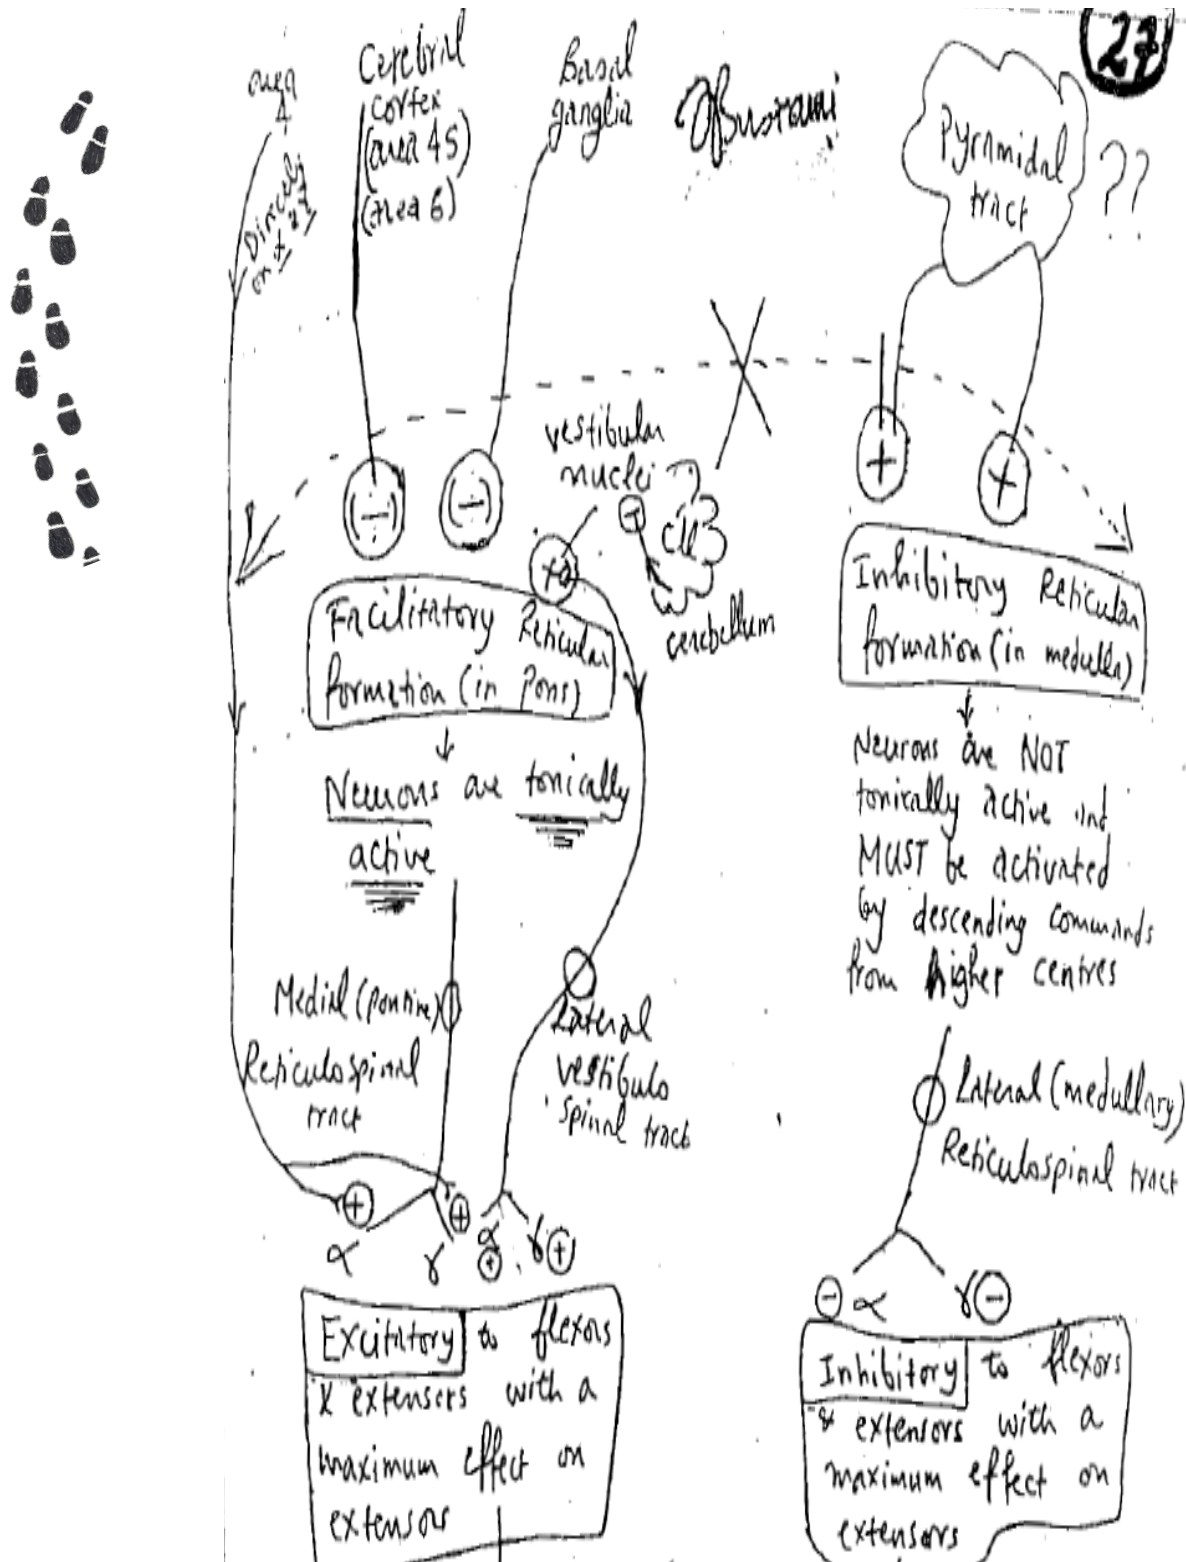 27
area
4
Directly
on α γγ
Cerebral
cortex
(area 4S)
(area 6)
Basal
ganglia
Pyramidal
tract
??
(−)
(−)
+
+
vestibular
nuclei
−
cerebellum
Facilitatory Reticular
formation (in Pons)
Neurons are tonically
active
Medial (pontine)
Reticulospinal
tract
Lateral
vestibulo
spinal tract
+
+
α
γ
α
+
γ +
Excitatory to flexors
& extensors with a
maximum effect on
extensors
Inhibitory Reticular
formation (in medulla)
Neurons are NOT
tonically active and
MUST be activated
by descending commands
from higher centres
Lateral (medullary)
Reticulospinal tract
− α
γ −
Inhibitory to flexors
& extensors with a
maximum effect on
extensors